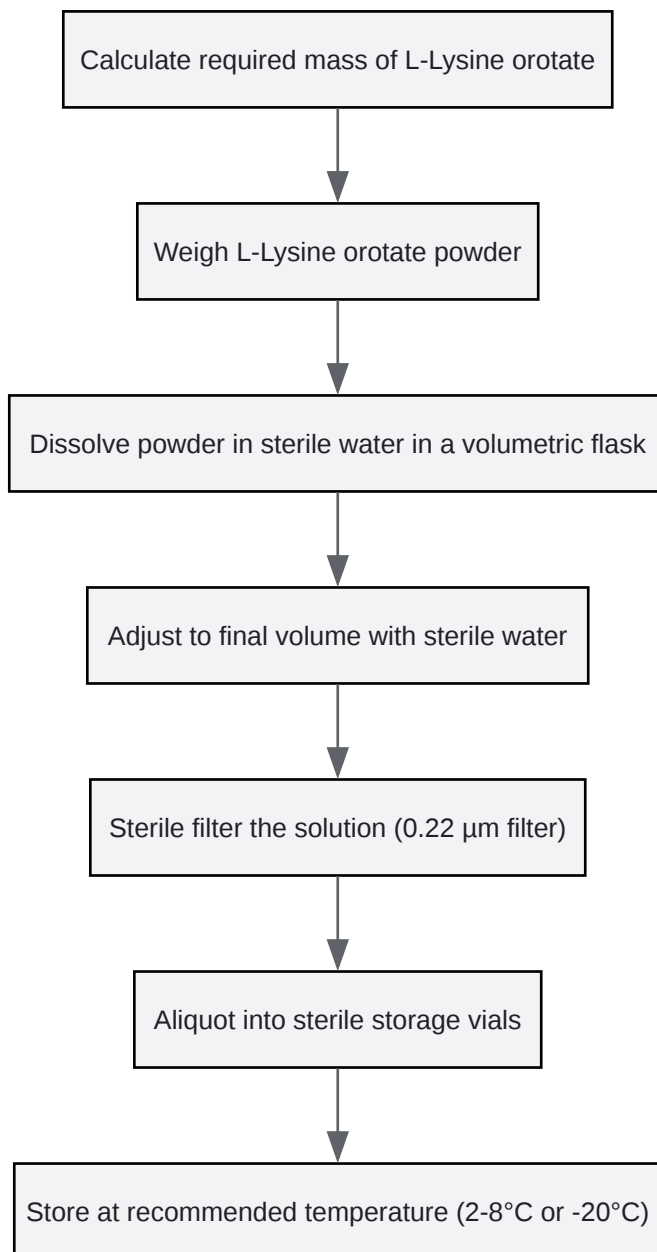 Calculate required mass of L-Lysine orotate
Weigh L-Lysine orotate powder
Dissolve powder in sterile water in a volumetric flask
Adjust to final volume with sterile water
Sterile filter the solution (0.22 µm filter)
Aliquot into sterile storage vials
Store at recommended temperature (2-8°C or -20°C)